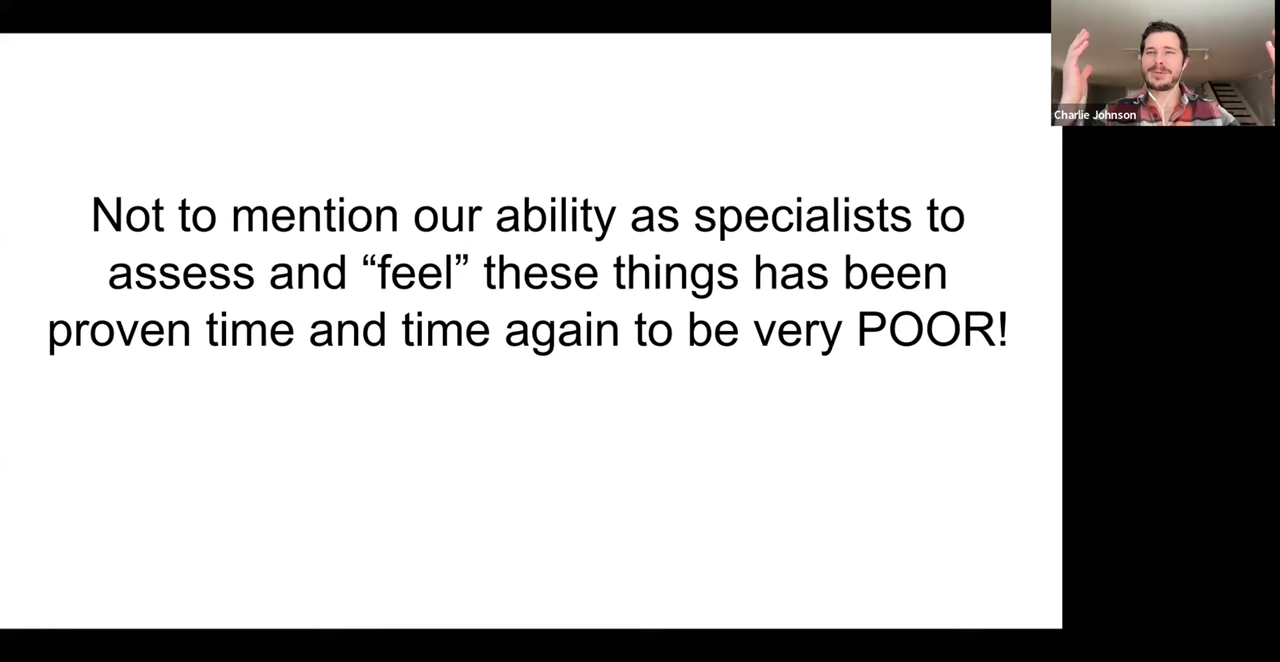 Not to mention our ability as specialists to
assess and “feel” these things has been
proven time and time again to be very POOR!
Charlie Johnson